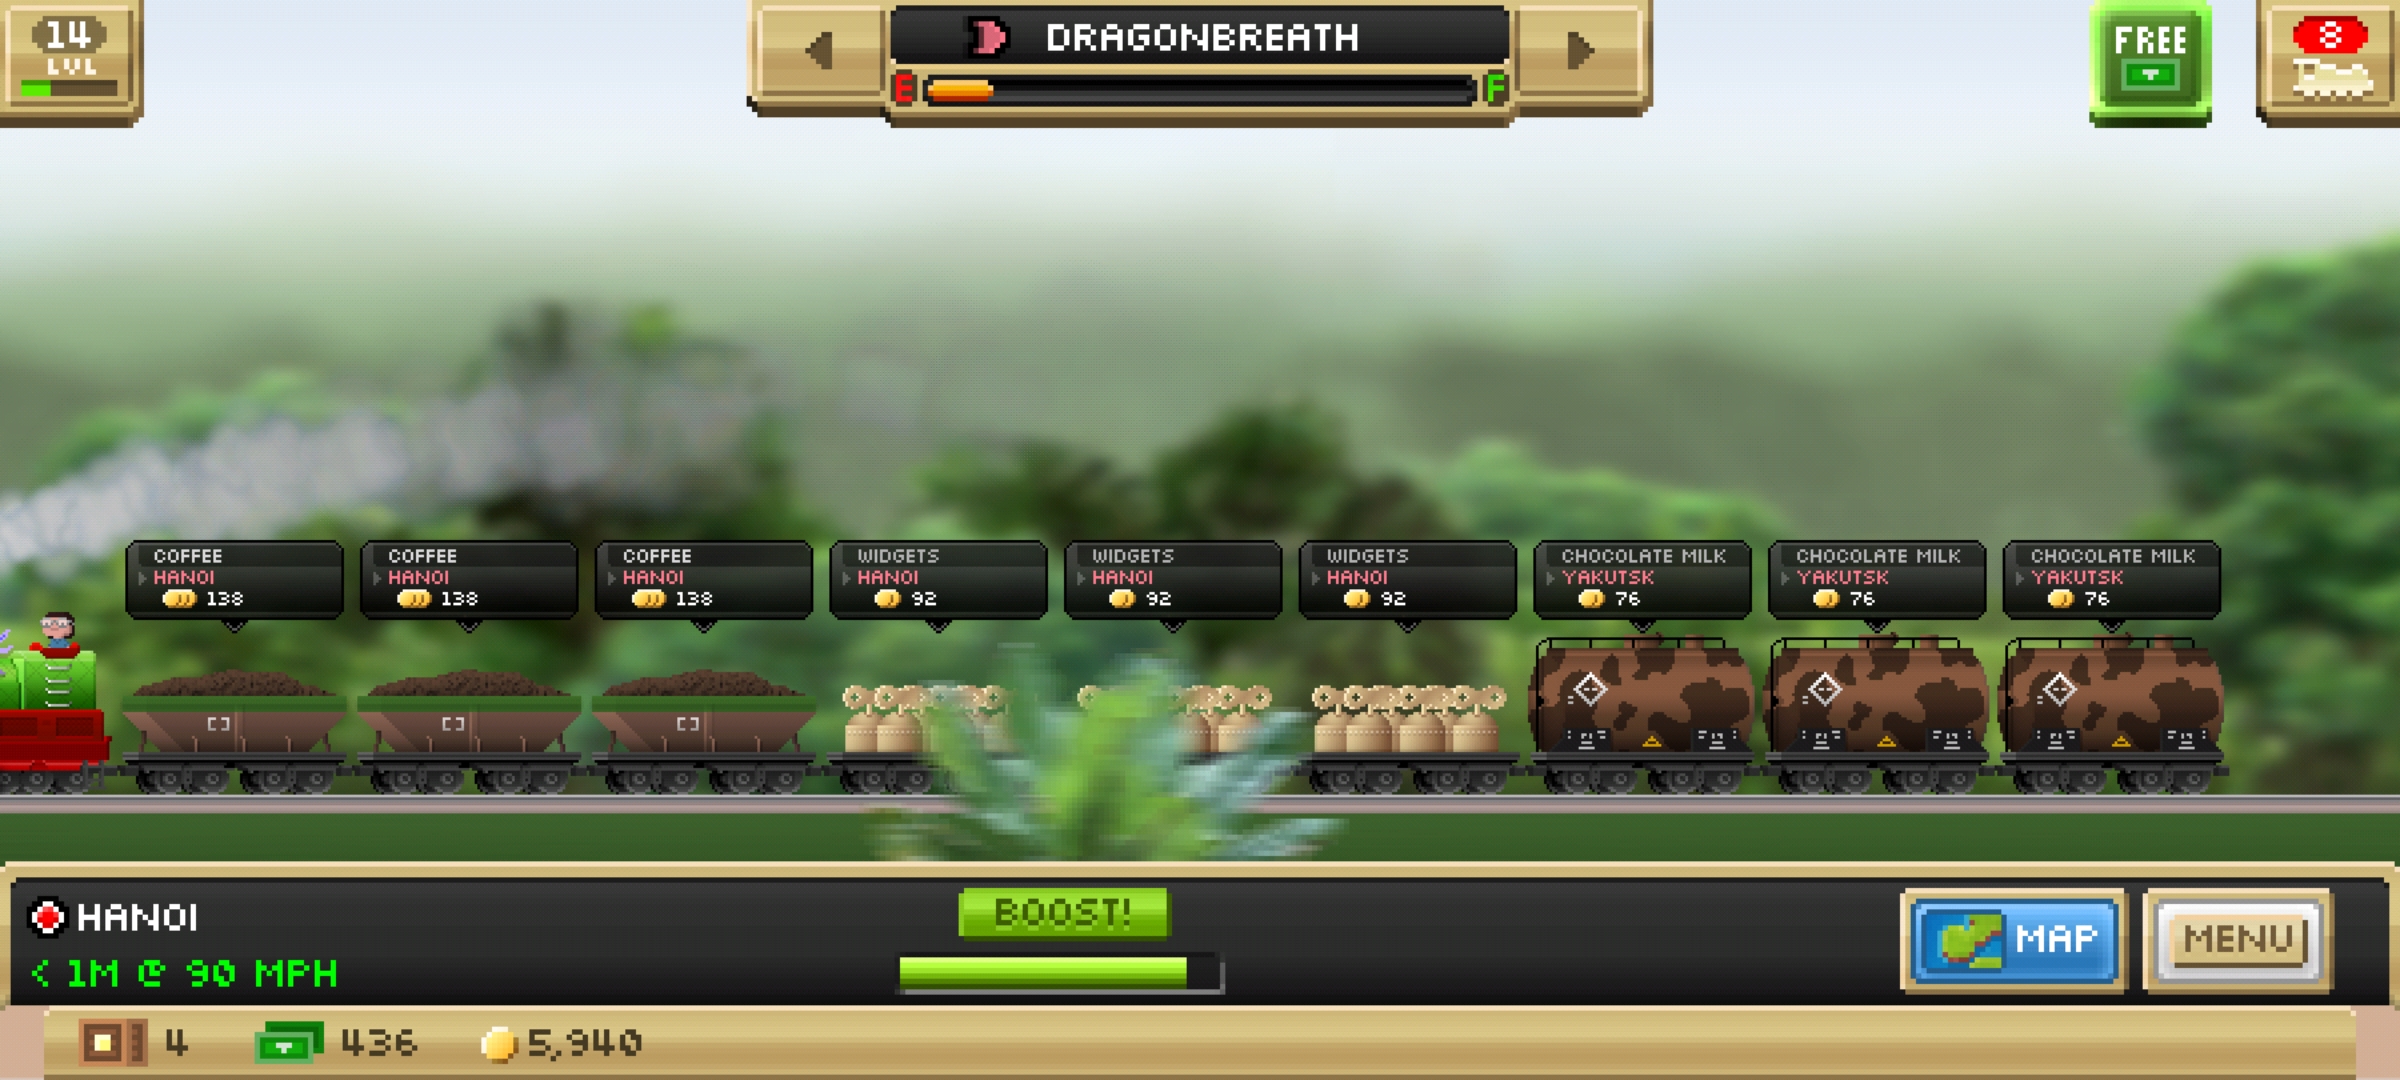 14
LVL
DRAGONBREATH
E F
FREE
8
COFFEE
HANOI
138
COFFEE
HANOI
138
COFFEE
HANOI
138
WIDGETS
HANOI
92
WIDGETS
HANOI
92
WIDGETS
HANOI
92
CHOCOLATE MILK
YAKUTSK
76
CHOCOLATE MILK
YAKUTSK
76
CHOCOLATE MILK
YAKUTSK
76
HANOI
< 1M @ 90 MPH
BOOST!
MAP
MENU
4
436
5,940